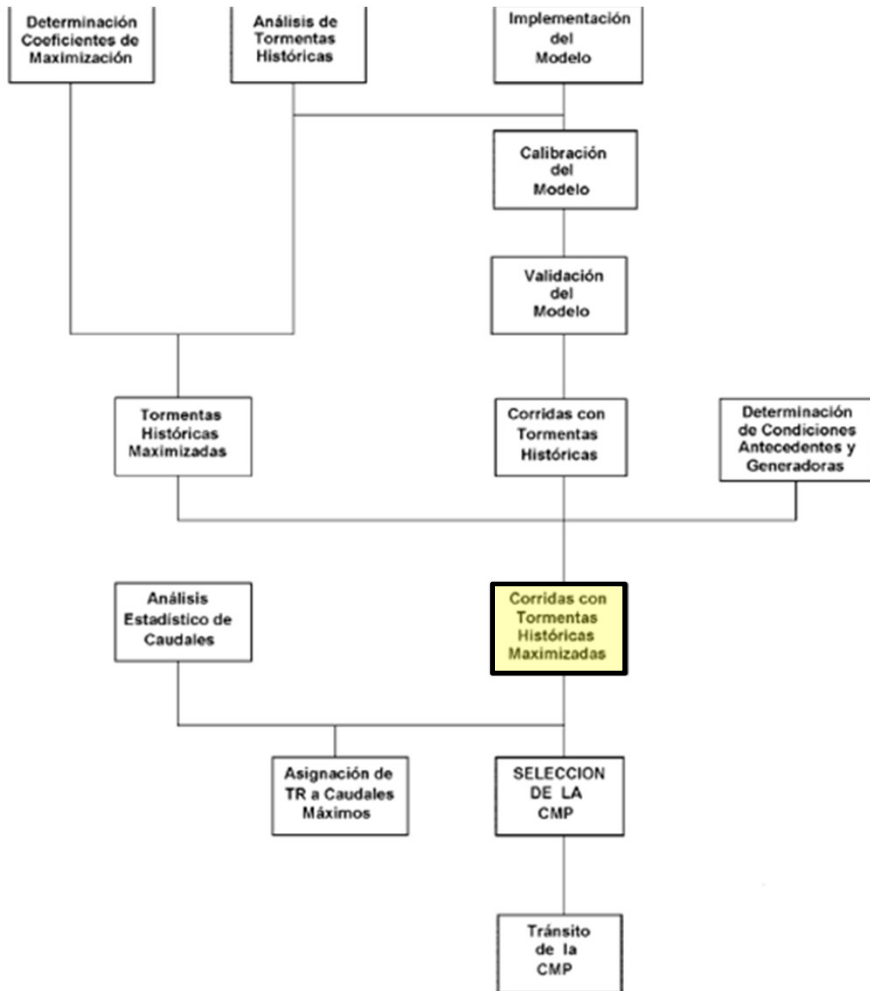 Determinación
Coeficientes de
Maximización
Análisis de
Tormentas
Históricas
Implementación
del
Modelo
Calibración
del
Modelo
Validación
del
Modelo
Tormentas
Históricas
Maximizadas
Corridas con
Tormentas
Históricas
Determinación
de Condiciones
Antecedentes y
Generadoras
Análisis
Estadístico de
Caudales
Corridas con
Tormentas
Históricas
Maximizadas
Asignación de
TR a Caudales
Máximos
SELECCION
DE LA
CMP
Tránsito
de la
CMP